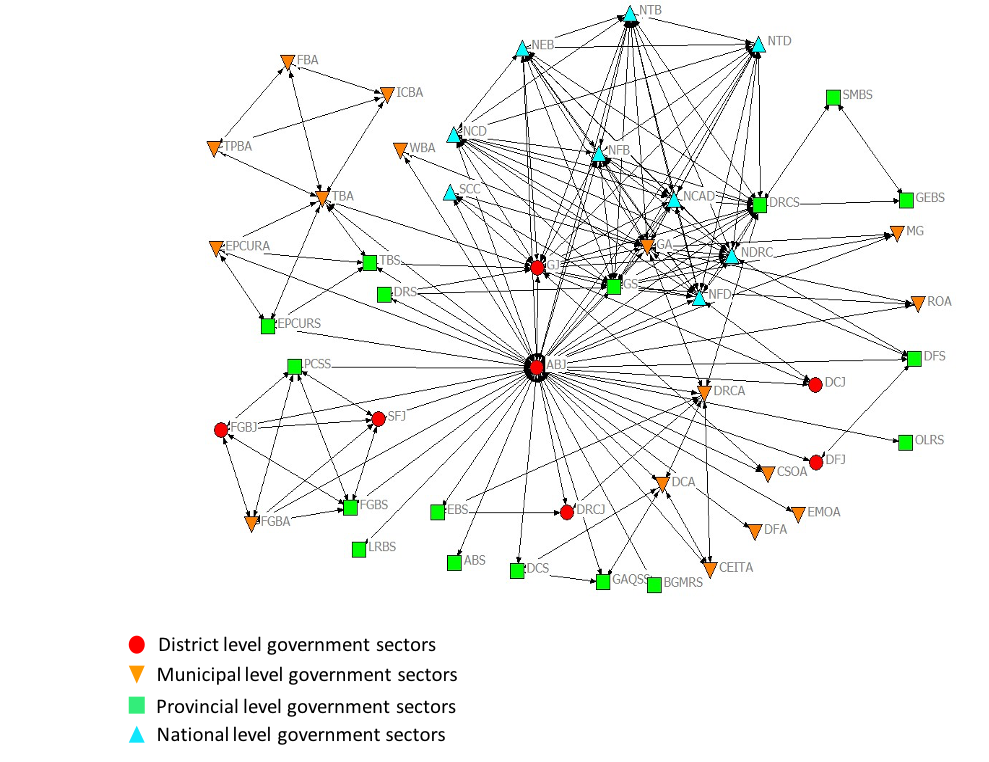 NTB
NEB
NTD
FBA
ICBA
SMBS
NCD
TPBA
WBA
NFB
SCC
TBA
NCAD
DRCS
GEBS
MG
EPCURA
GA
NDRC
TBS
GJ
GS
DRS
NFD
ROA
EPCURS
DFS
PCSS
ABJ
DCJ
DRCA
SFJ
FGBJ
OLRS
DFJ
CSOA
DCA
FGBS
EBS
DRCJ
EMOA
FGBA
DFA
LRBS
ABS
DCS
CEITA
GAQSS
BGMRS
District level government sectors
Municipal level government sectors
Provincial level government sectors
National level government sectors